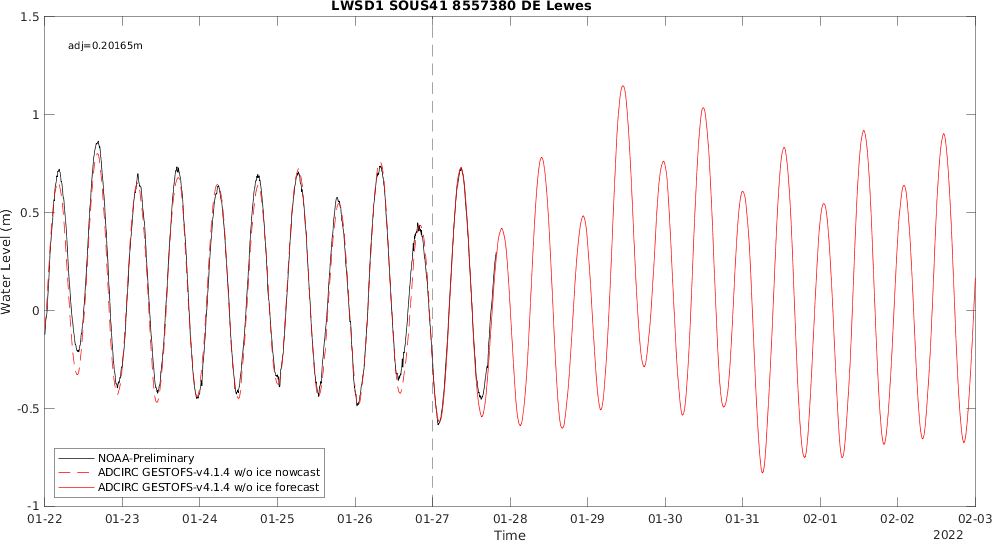 LWSD1 SOUS41 8557380 DE Lewes
adj=0.20165m
1.5
1
0.5
0
-0.5
-1
Water Level (m)
NOAA-Preliminary
ADCIRC GESTOFS-v4.1.4 w/o ice nowcast
ADCIRC GESTOFS-v4.1.4 w/o ice forecast
01-22 01-23 01-24 01-25 01-26 01-27 01-28 01-29 01-30 01-31 02-01 02-02 02-03
Time
2022